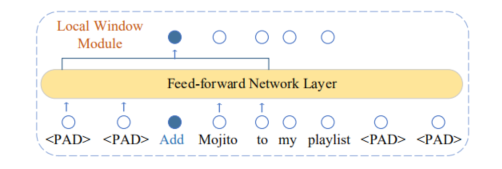 Local Window
Module
Feed-forward Network Layer
<PAD> <PAD> Add Mojito to my playlist <PAD> <PAD>